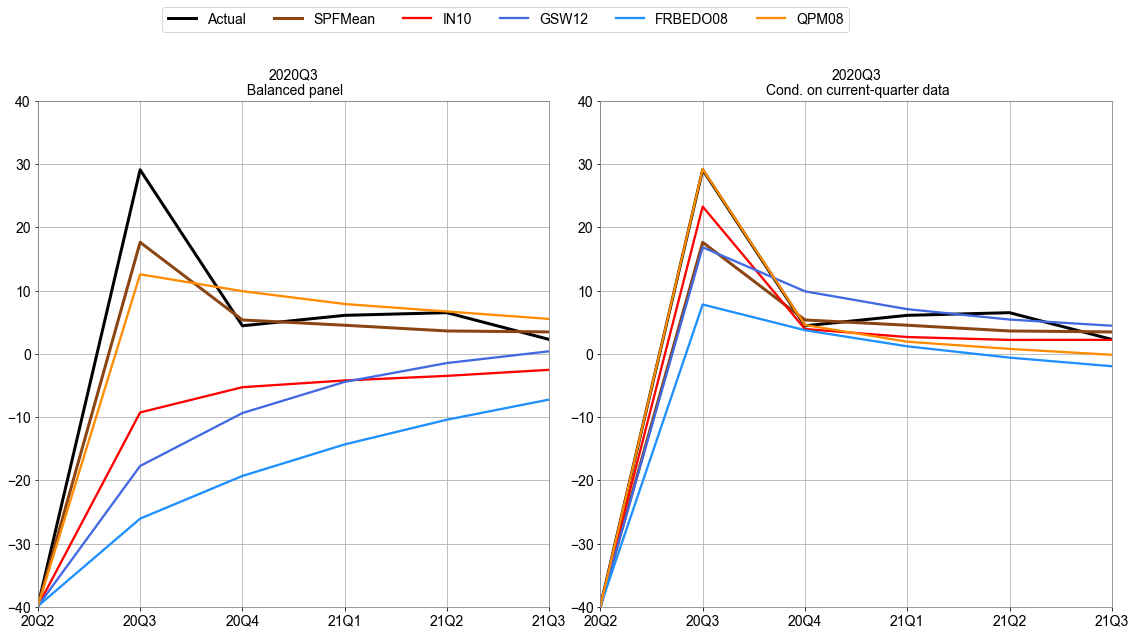 Actual SPFMean IN10 GSW12 FRBEDO08 QPM08
2020Q3
Balanced panel
40
30
20
10
0
−10
−20
−30
−40
20Q2 20Q3 20Q4 21Q1 21Q2 21Q3
2020Q3
Cond. on current-quarter data
40
30
20
10
0
−10
−20
−30
−40
20Q2 20Q3 20Q4 21Q1 21Q2 21Q3